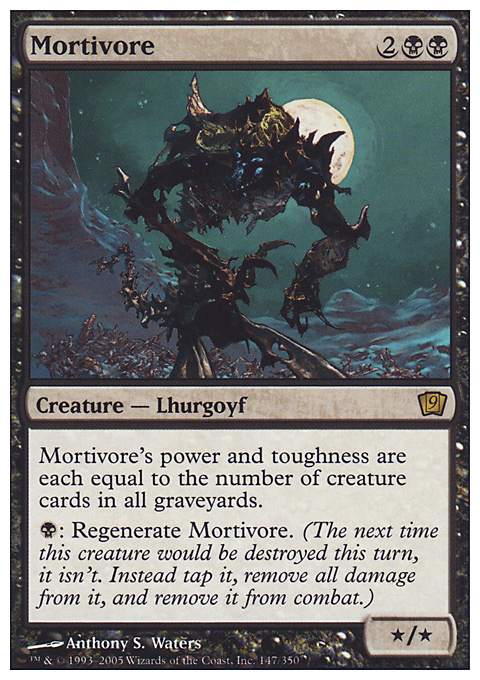 Mortivore 2
Creature — Lhurgoyf 9
Mortivore's power and toughness are
each equal to the number of creature
cards in all graveyards.
: Regenerate Mortivore. (The next time
this creature would be destroyed this turn,
it isn't. Instead tap it, remove all damage
from it, and remove it from combat.)
★/★
Anthony S. Waters
™ & © 1993–2005 Wizards of the Coast, Inc. 147/350